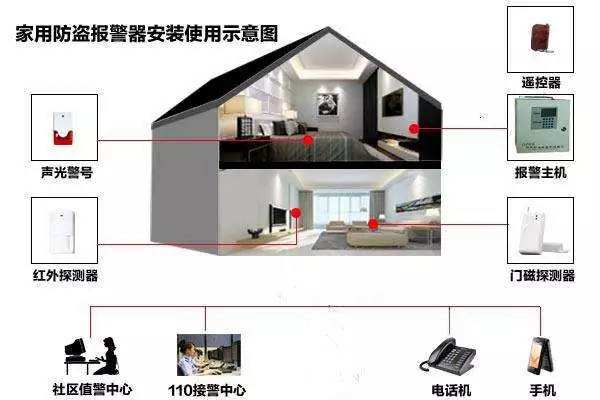 家用防盗报警器安装使用示意图
遥控器
声光警号
报警主机
红外探测器
门磁探测器
社区值警中心
110接警中心
电话机
手机